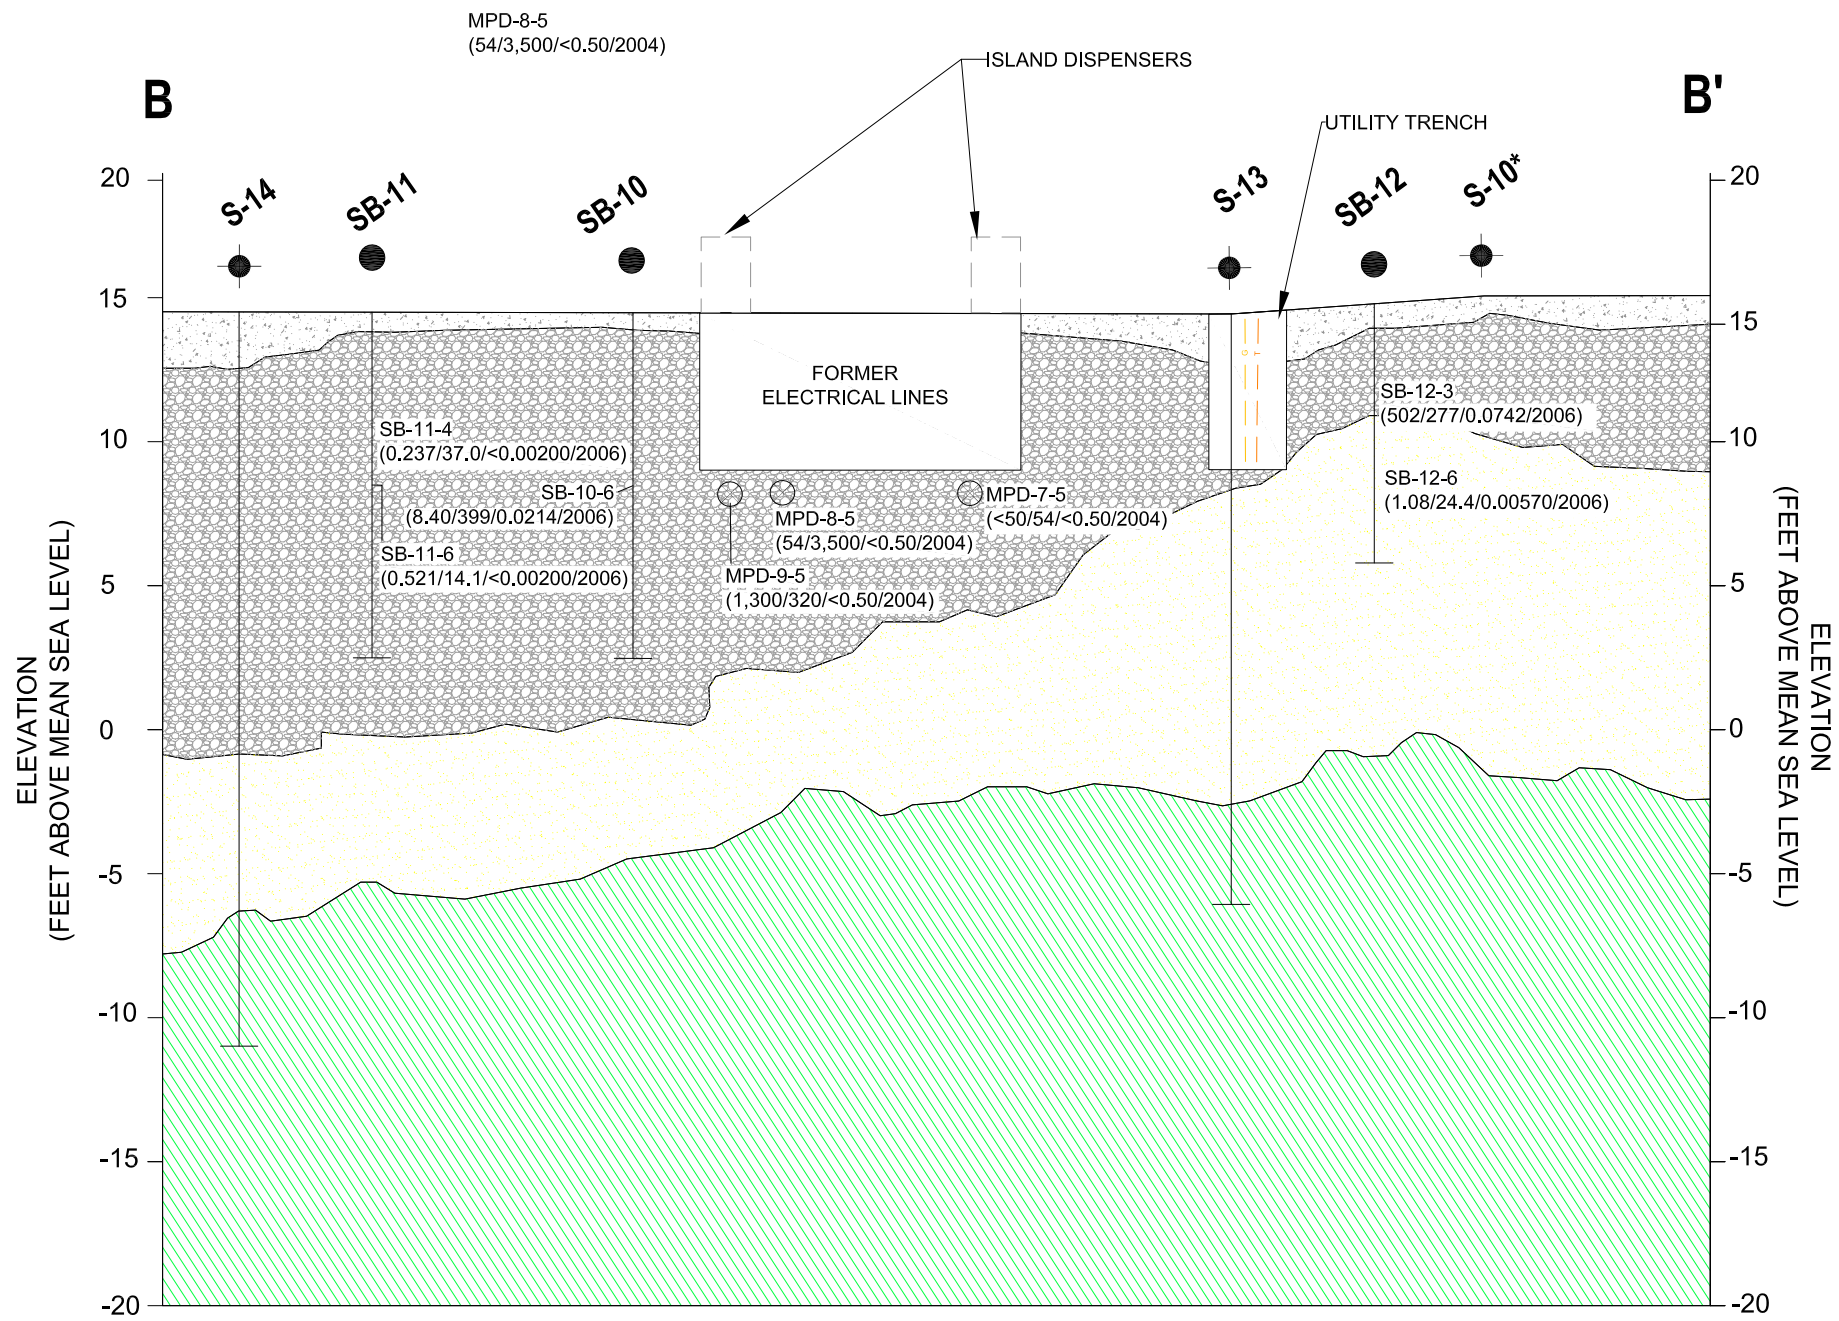 MPD-8-5
(54/3,500/<0.50/2004)
ISLAND DISPENSERS
B
B'
UTILITY TRENCH
20
20
S-14
SB-11
SB-10
S-13
SB-12
S-10*
15
15
FORMER
ELECTRICAL LINES
G
T
SB-12-3
(502/277/0.0742/2006)
SB-11-4
(0.237/37.0/<0.00200/2006)
10
10
SB-12-6
(1.08/24.4/0.00570/2006)
SB-10-6
(8.40/399/0.0214/2006)
MPD-7-5
(<50/54/<0.50/2004)
MPD-8-5
(54/3,500/<0.50/2004)
SB-11-6
(0.521/14.1/<0.00200/2006)
MPD-9-5
(1,300/320/<0.50/2004)
5
5
ELEVATION
(FEET ABOVE MEAN SEA LEVEL)
ELEVATION
(FEET ABOVE MEAN SEA LEVEL)
0
0
-5
-5
-10
-10
-15
-15
-20
-20